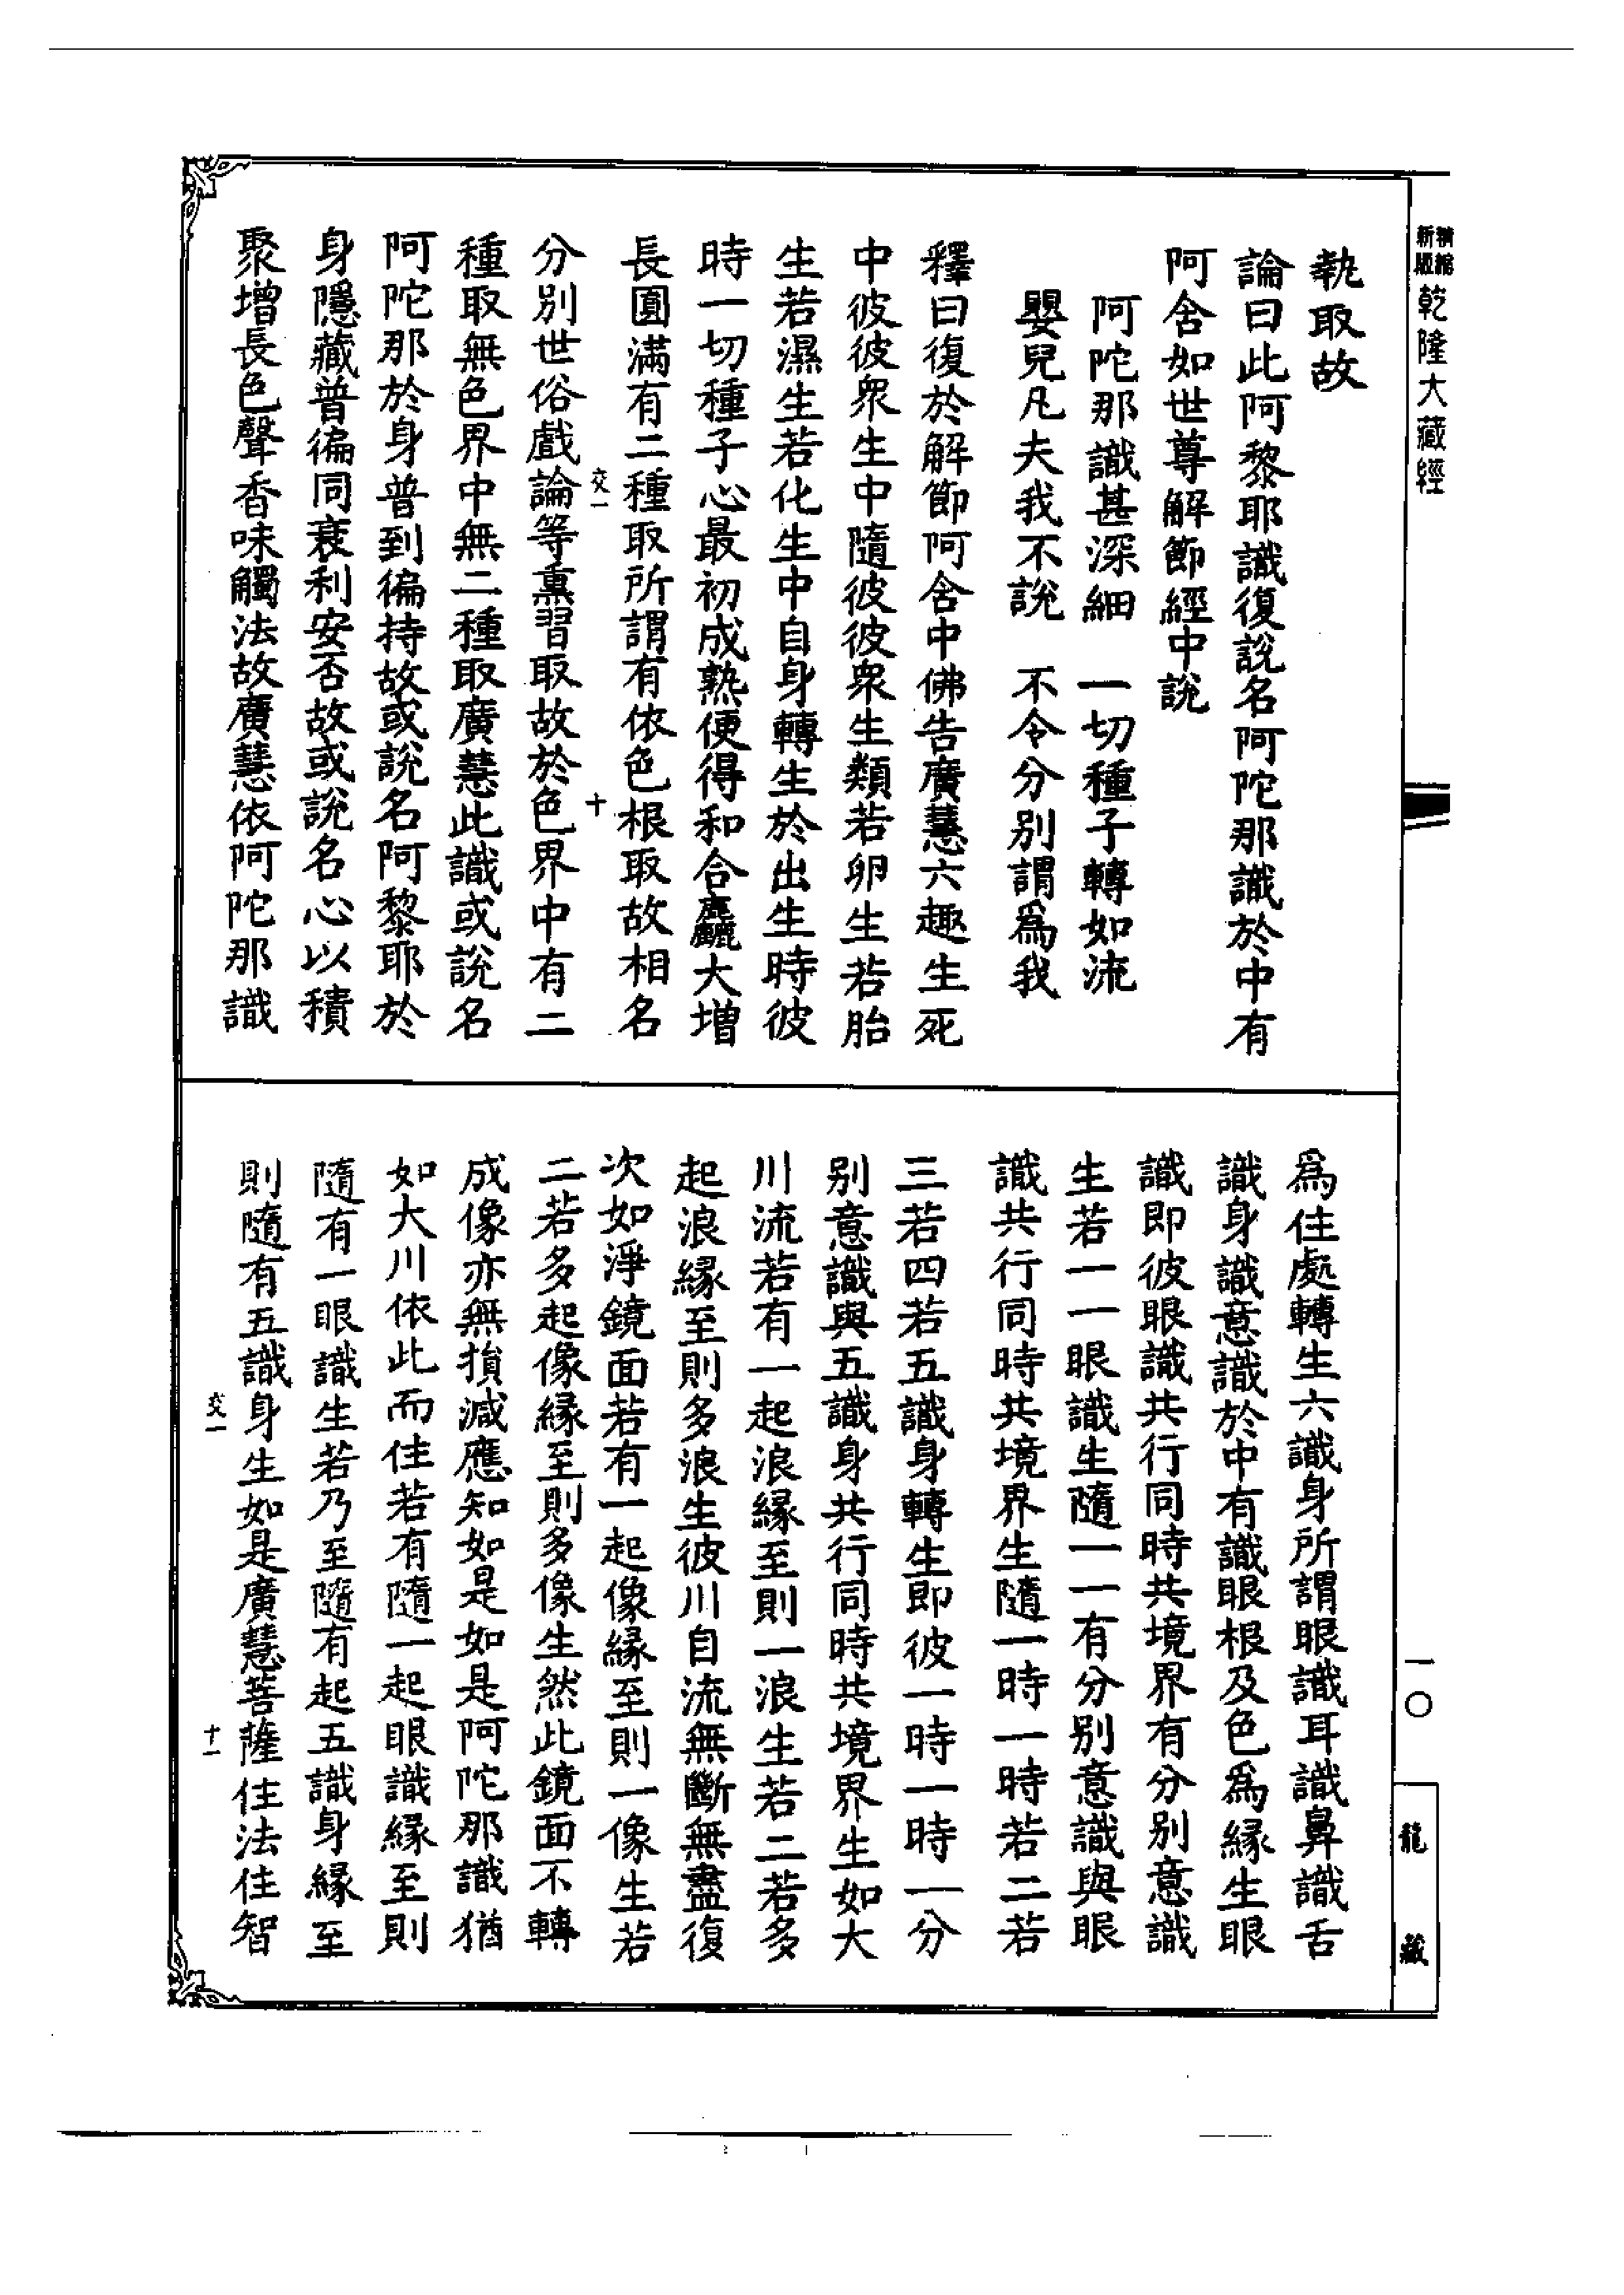 新編縮版
乾隆大藏經
執取故
論曰此阿黎耶識復說名阿陀那識於中有
阿含如世尊解節經中說
阿陀那識甚深細　一切種子轉如流
嬰兒凡夫我不說　不令分別謂為我
釋曰復於解節阿含中佛告廣慧六趣生死
中彼彼眾生中隨彼彼眾生類若卵生若胎
生若濕生若化生中自身轉生於出生時彼
時一切種子心最初成熟便得和合麤大增
長圓滿有二種取所謂有依色根取故相名
交一
十
分別世俗戲論等熏習取故於色界中有二
種取無色界中無二種取廣慧此識或說名
阿陀那於身普到徧持故或說名阿黎耶於
身隱藏普徧同衰利安否故或說名心以積
聚增長色聲香味觸法故廣慧依阿陀那識
為住處轉生六識身所謂眼識耳識鼻識舌
識身識意識於中有識眼根及色為緣生眼
識即彼眼識共行同時共境界有分別意識
生若一一眼識生隨一一有分別意識與眼
識共行同時共境界生隨一時一時若二若
三若四若五識身轉生即彼一時一時一分
別意識與五識身共行同時共境界生如大
川流若有一起浪緣至則一浪生若二若多
起浪緣至則多浪生彼川自流無斷無盡復
次如淨鏡面若有一起像緣至則一像生若
二若多起像緣至則多像生然此鏡面不轉
成像亦無損減應知如是如是阿陀那識猶
如大川依此而住若有隨一起眼識緣至則
隨有一眼識生若乃至隨有起五識身緣至
則隨有五識身生如是廣慧菩薩住法住智
交一
十一
一〇
龍藏